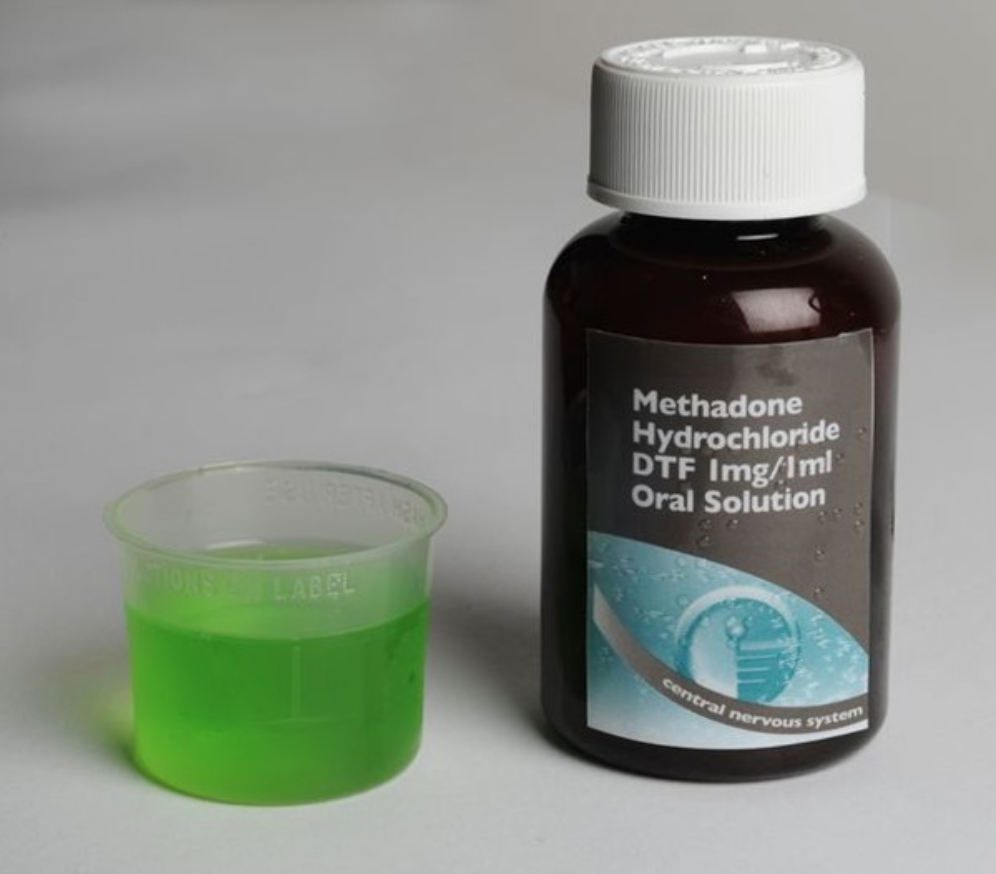 Methadone
Hydrochloride
DTF 1mg/1ml
Oral Solution
central nervous system
LABEL